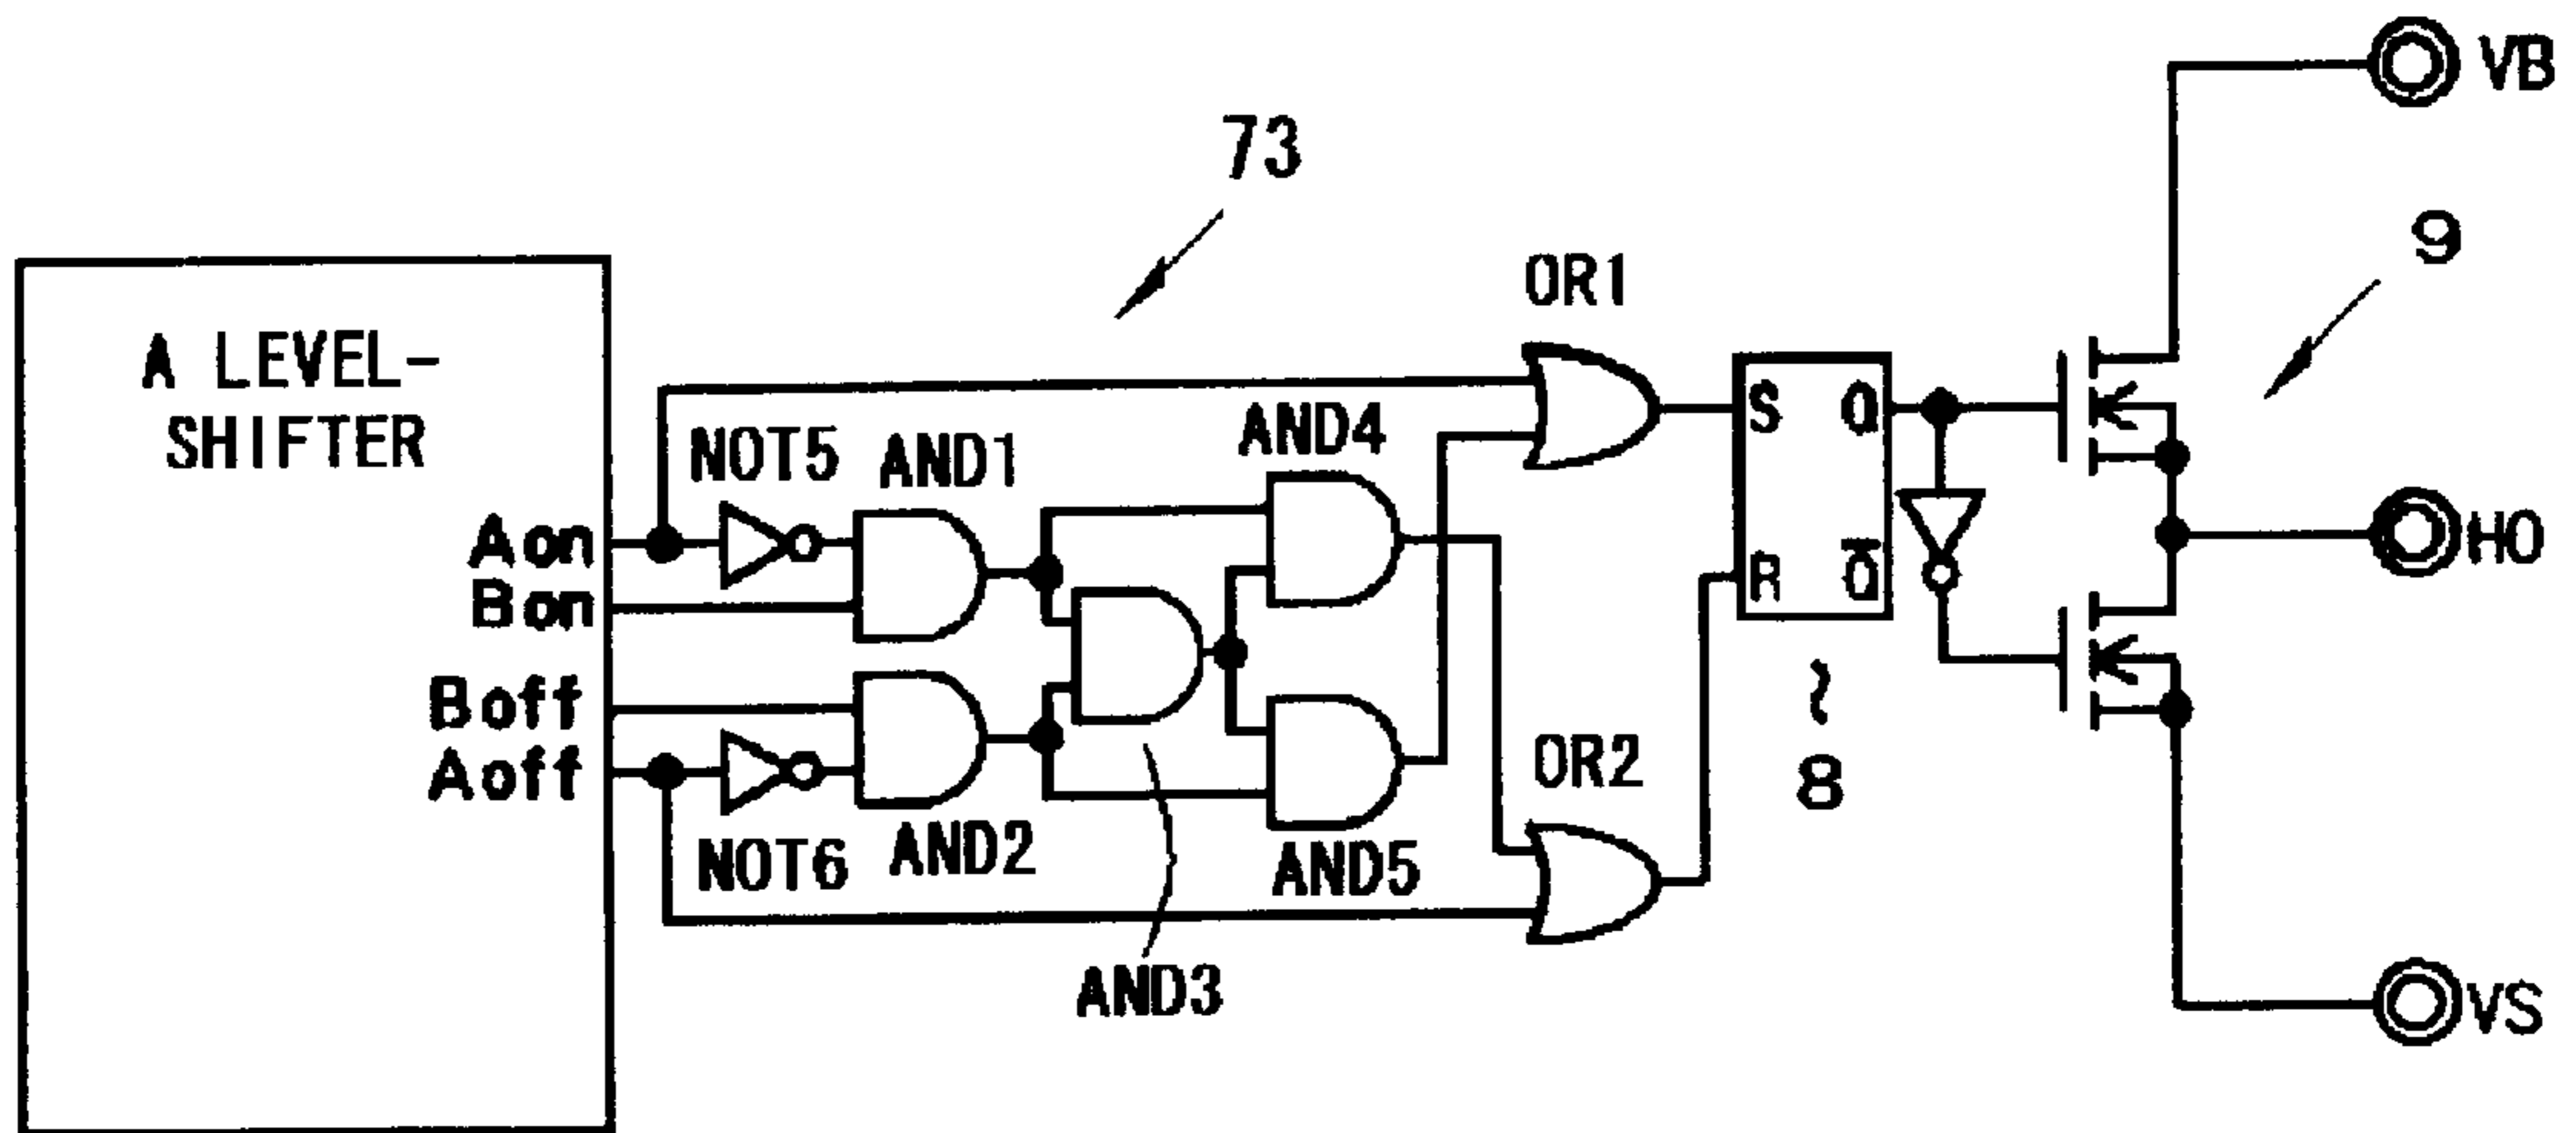 VB
73
9
OR1
A LEVEL-
SHIFTER
AND4
S
Q
NOT5
AND1
Aon
HO
Bon
R
Q̅
Boff
OR2
Aoff
8
NOT6
AND2
AND5
AND3
VS